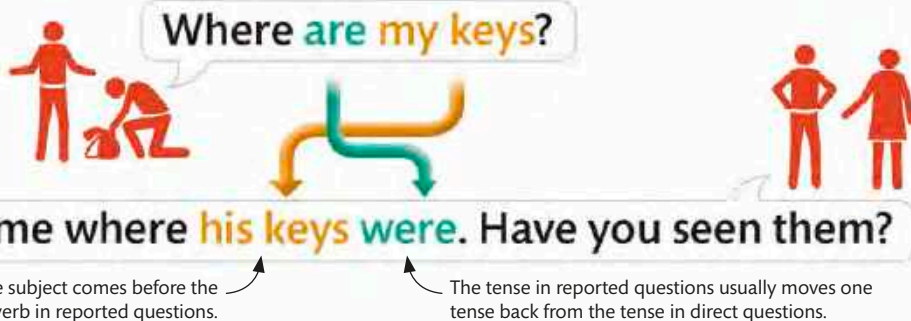 Where are my keys?
me where his keys were. Have you seen them?
subject comes before the
verb in reported questions.
The tense in reported questions usually moves one
tense back from the tense in direct questions.